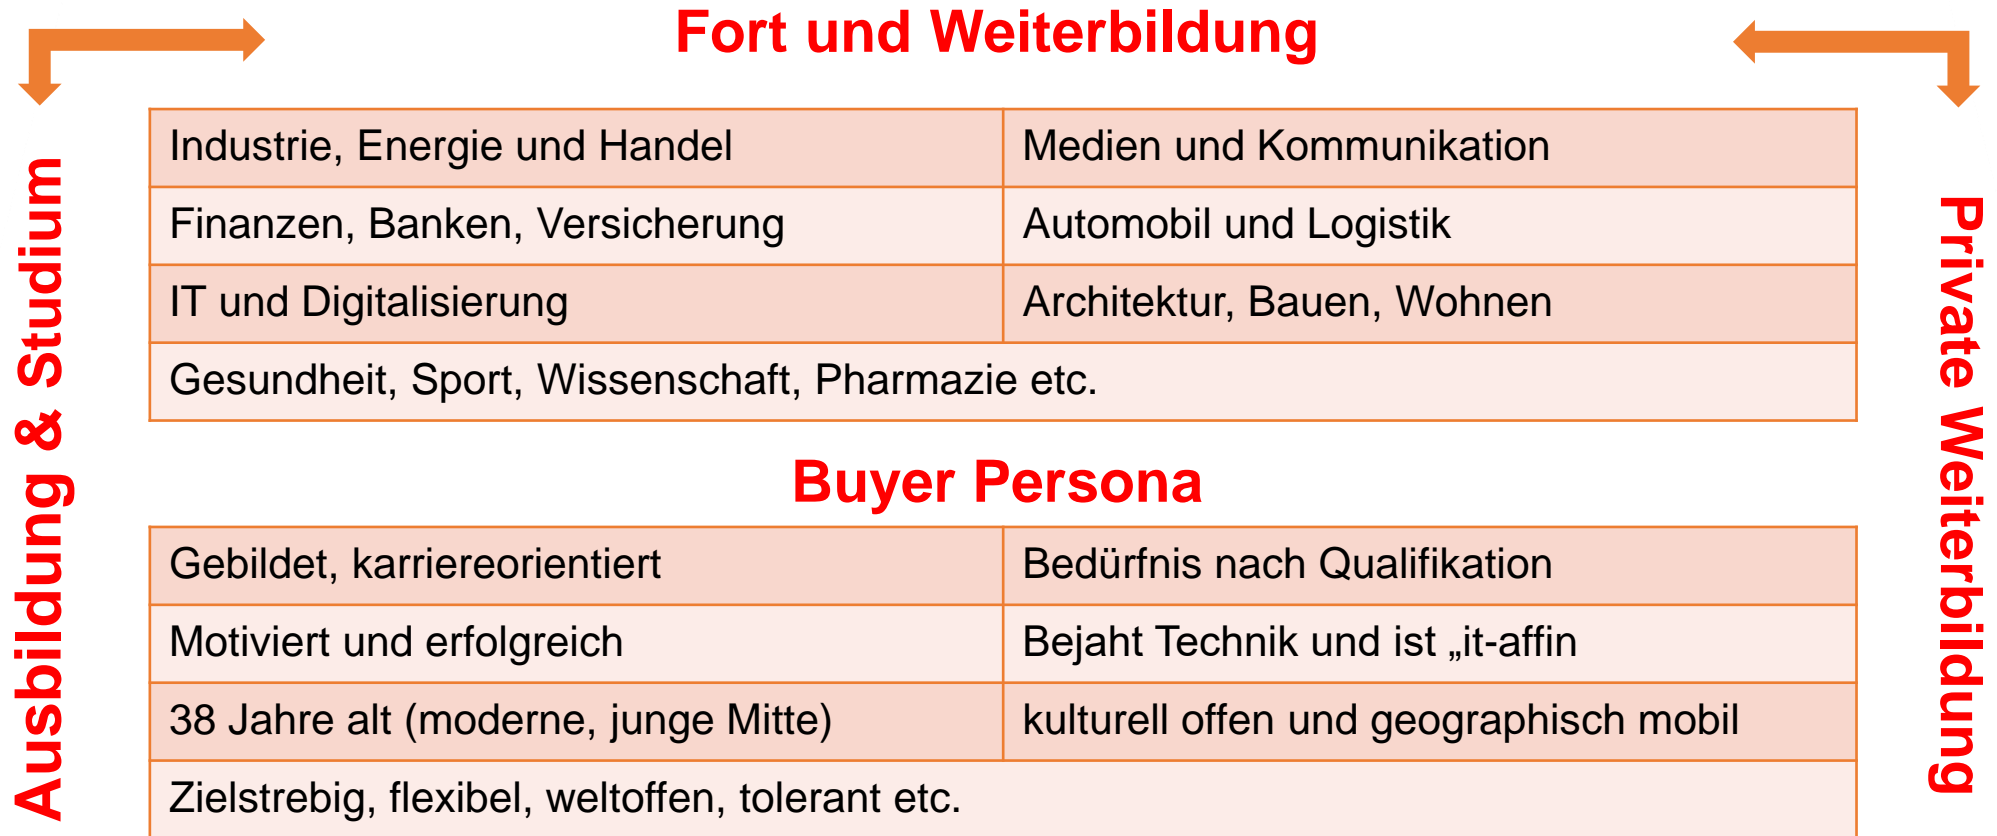 Fort und Weiterbildung
Ausbildung & Studium
Industrie, Energie und Handel
Medien und Kommunikation
Finanzen, Banken, Versicherung
Automobil und Logistik
IT und Digitalisierung
Architektur, Bauen, Wohnen
Gesundheit, Sport, Wissenschaft, Pharmazie etc.
Buyer Persona
Gebildet, karriereorientiert
Bedürfnis nach Qualifikation
Motiviert und erfolgreich
Bejaht Technik und ist „it-affin
38 Jahre alt (moderne, junge Mitte)
kulturell offen und geographisch mobil
Zielstrebig, flexibel, weltoffen, tolerant etc.
Private Weiterbildung